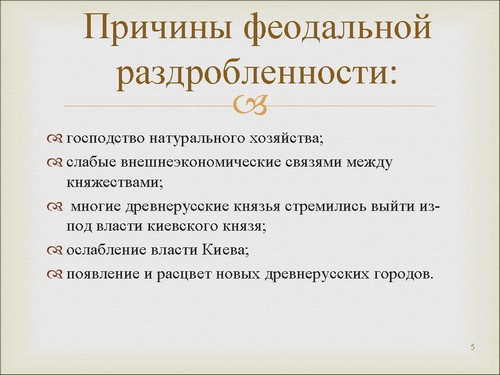 Причины феодальной
раздробленности:
господство натурального хозяйства;
слабые внешнеэкономические связями между
княжествами;
многие древнерусские князья стремились выйти из-
под власти киевского князя;
ослабление власти Киева;
появление и расцвет новых древнерусских городов.
5